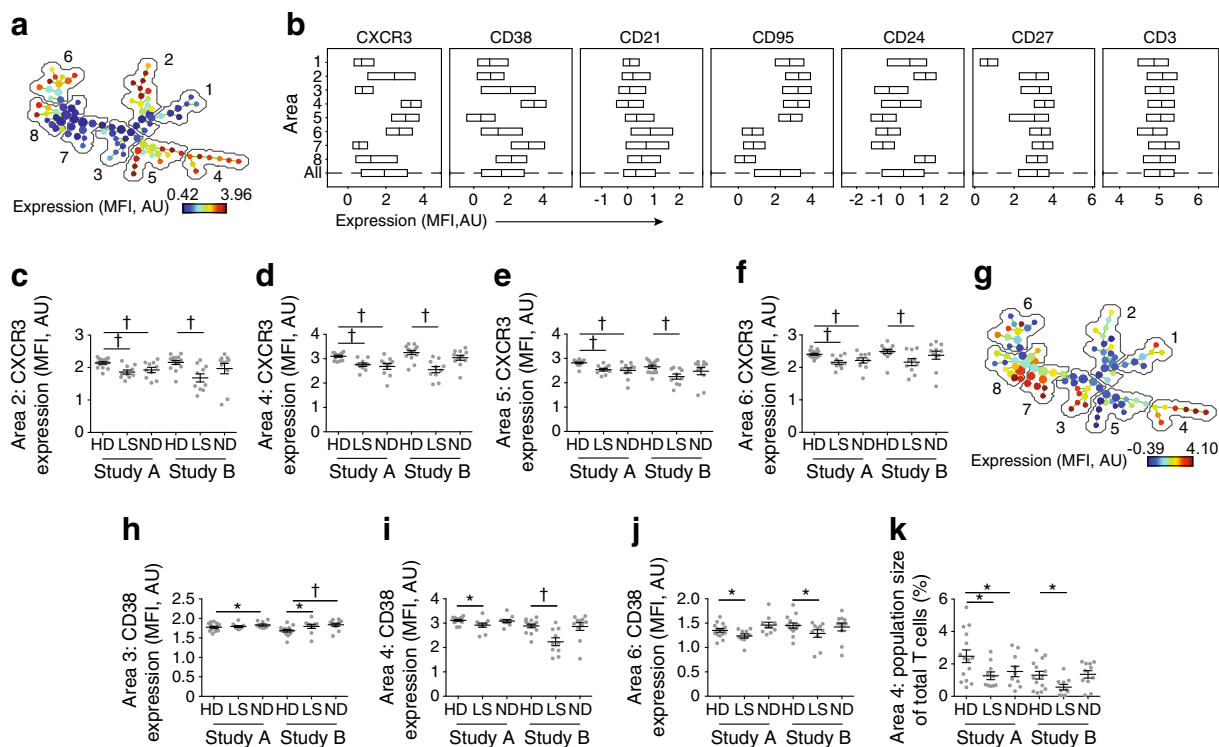 a
6
2
1
8
7
3
5
4
0.42 3.96
Expression (MFI, AU)
b
CXCR3 CD38 CD21 CD95 CD24 CD27 CD3
Area
1
2
3
4
5
6
7
8
All
0 2 4
0 2 4
-1 0 1 2
0 2 4
-1 0 1 2
0 2 4 6
3 4 5 6
Expression (MFI,AU)
c
Area 2: CXCR3
expression (MFI, AU)
3
2
1
0
† † †
HD LS ND HD LS ND
Study A Study B
d
Area 4: CXCR3
expression (MFI, AU)
4
3
2
1
0
† † †
HD LS ND HD LS ND
Study A Study B
e
Area 5: CXCR3
expression (MFI, AU)
4
3
2
1
0
† † †
HD LS ND HD LS ND
Study A Study B
f
Area 6: CXCR3
expression (MFI, AU)
3
2
1
0
† † †
HD LS ND HD LS ND
Study A Study B
g
6
2
1
8
7
3
5
4
-0.39 4.10
Expression (MFI, AU)
h
Area 3: CD38
expression (MFI, AU)
2.5
2.0
1.5
1
0.5
0
* * †
HD LS ND HD LS ND
Study A Study B
i
Area 4: CD38
expression (MFI, AU)
4
3
2
1
0
* †
HD LS ND HD LS ND
Study A Study B
j
Area 6: CD38
expression (MFI, AU)
2.0
1.5
1
0.5
0
* *
HD LS ND HD LS ND
Study A Study B
k
Area 4: population size
of total T cells (%)
6
4
2
0
* * *
HD LS ND HD LS ND
Study A Study B